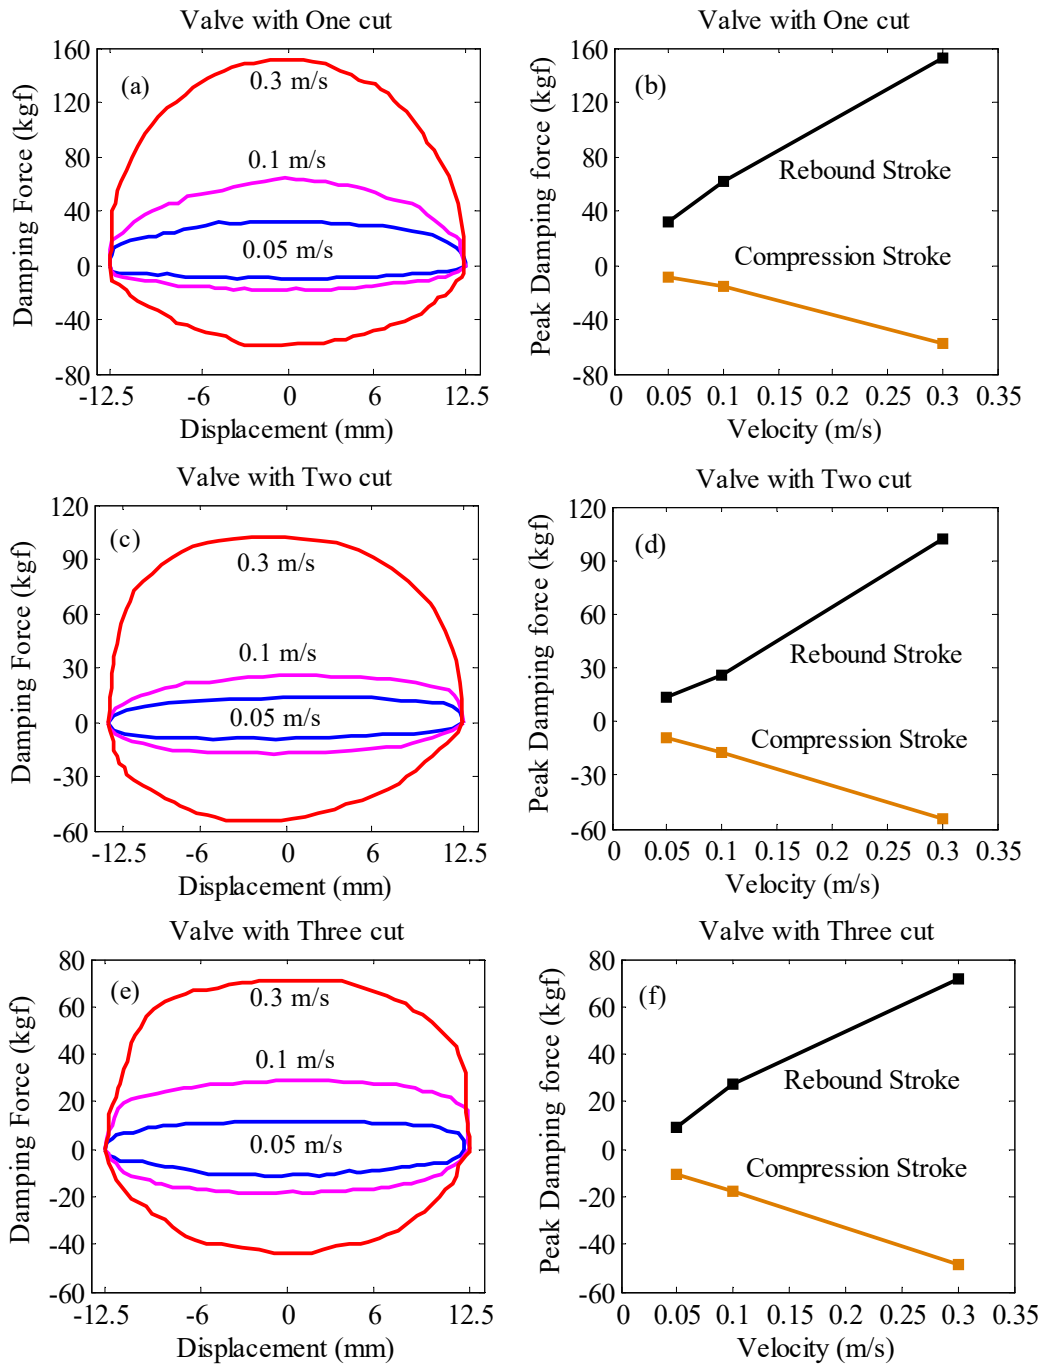 Valve with One cut
Damping Force (kgf)
160
120
80
40
0
-40
-80
(a)
0.3 m/s
0.1 m/s
0.05 m/s
-12.5 -6 0 6 12.5
Displacement (mm)
Valve with One cut
Peak Damping force (kgf)
160
120
80
40
0
-40
-80
(b)
Rebound Stroke
Compression Stroke
0 0.05 0.1 0.15 0.2 0.25 0.3 0.35
Velocity (m/s)
Valve with Two cut
Damping Force (kgf)
120
90
60
30
0
-30
-60
(c)
0.3 m/s
0.1 m/s
0.05 m/s
-12.5 -6 0 6 12.5
Displacement (mm)
Valve with Two cut
Peak Damping force (kgf)
120
90
60
30
0
-30
-60
(d)
Rebound Stroke
Compression Stroke
0 0.05 0.1 0.15 0.2 0.25 0.3 0.35
Velocity (m/s)
Valve with Three cut
Damping Force (kgf)
80
60
40
20
0
-20
-40
-60
(e)
0.3 m/s
0.1 m/s
0.05 m/s
-12.5 -6 0 6 12.5
Displacement (mm)
Valve with Three cut
Peak Damping force (kgf)
80
60
40
20
0
-20
-40
-60
(f)
Rebound Stroke
Compression Stroke
0 0.05 0.1 0.15 0.2 0.25 0.3 0.35
Velocity (m/s)